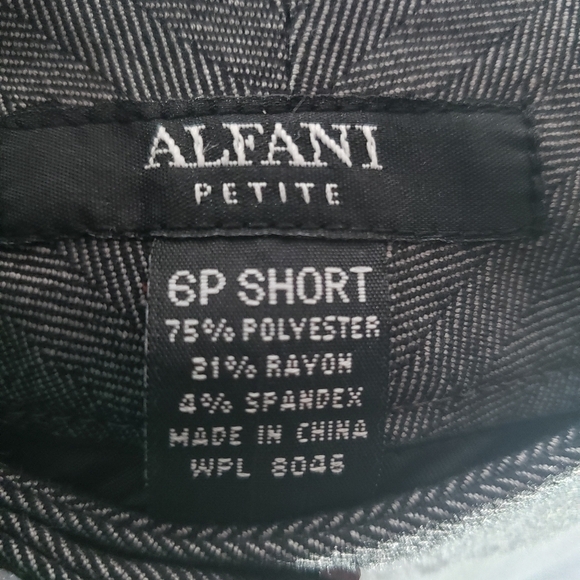 ALFANI
PETITE
6P SHORT
75% POLYESTER
21% RAYON
4% SPANDEX
MADE IN CHINA
WPL 8046